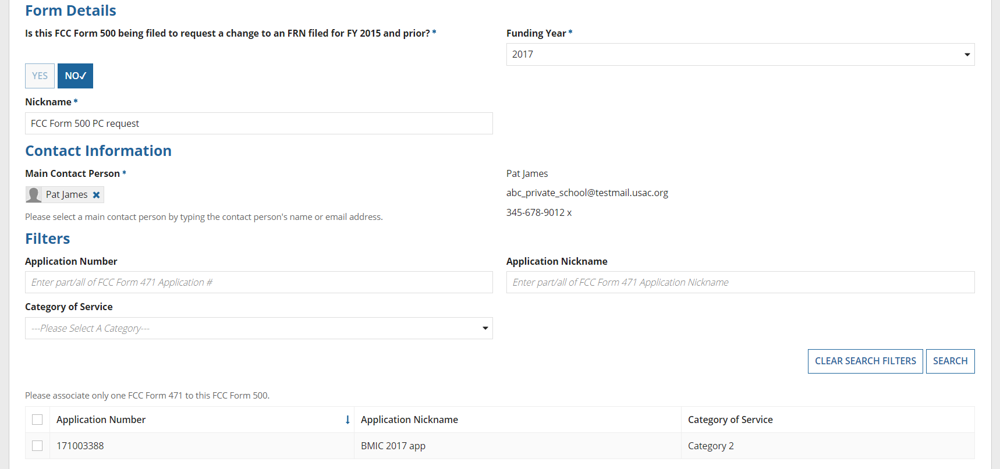 Form Details
Is this FCC Form 500 being filed to request a change to an FRN filed for FY 2015 and prior? *
Funding Year *
2017
YES
NO✓
Nickname *
FCC Form 500 PC request
Contact Information
Main Contact Person *
Pat James
Pat James ✖
abc_private_school@testmail.usac.org
345-678-9012 x
Please select a main contact person by typing the contact person's name or email address.
Filters
Application Number
Application Nickname
Enter part/all of FCC Form 471 Application #
Enter part/all of FCC Form 471 Application Nickname
Category of Service
---Please Select A Category---
CLEAR SEARCH FILTERS
SEARCH
Please associate only one FCC Form 471 to this FCC Form 500.
Application Number ↓ Application Nickname Category of Service
171003388 BMIC 2017 app Category 2